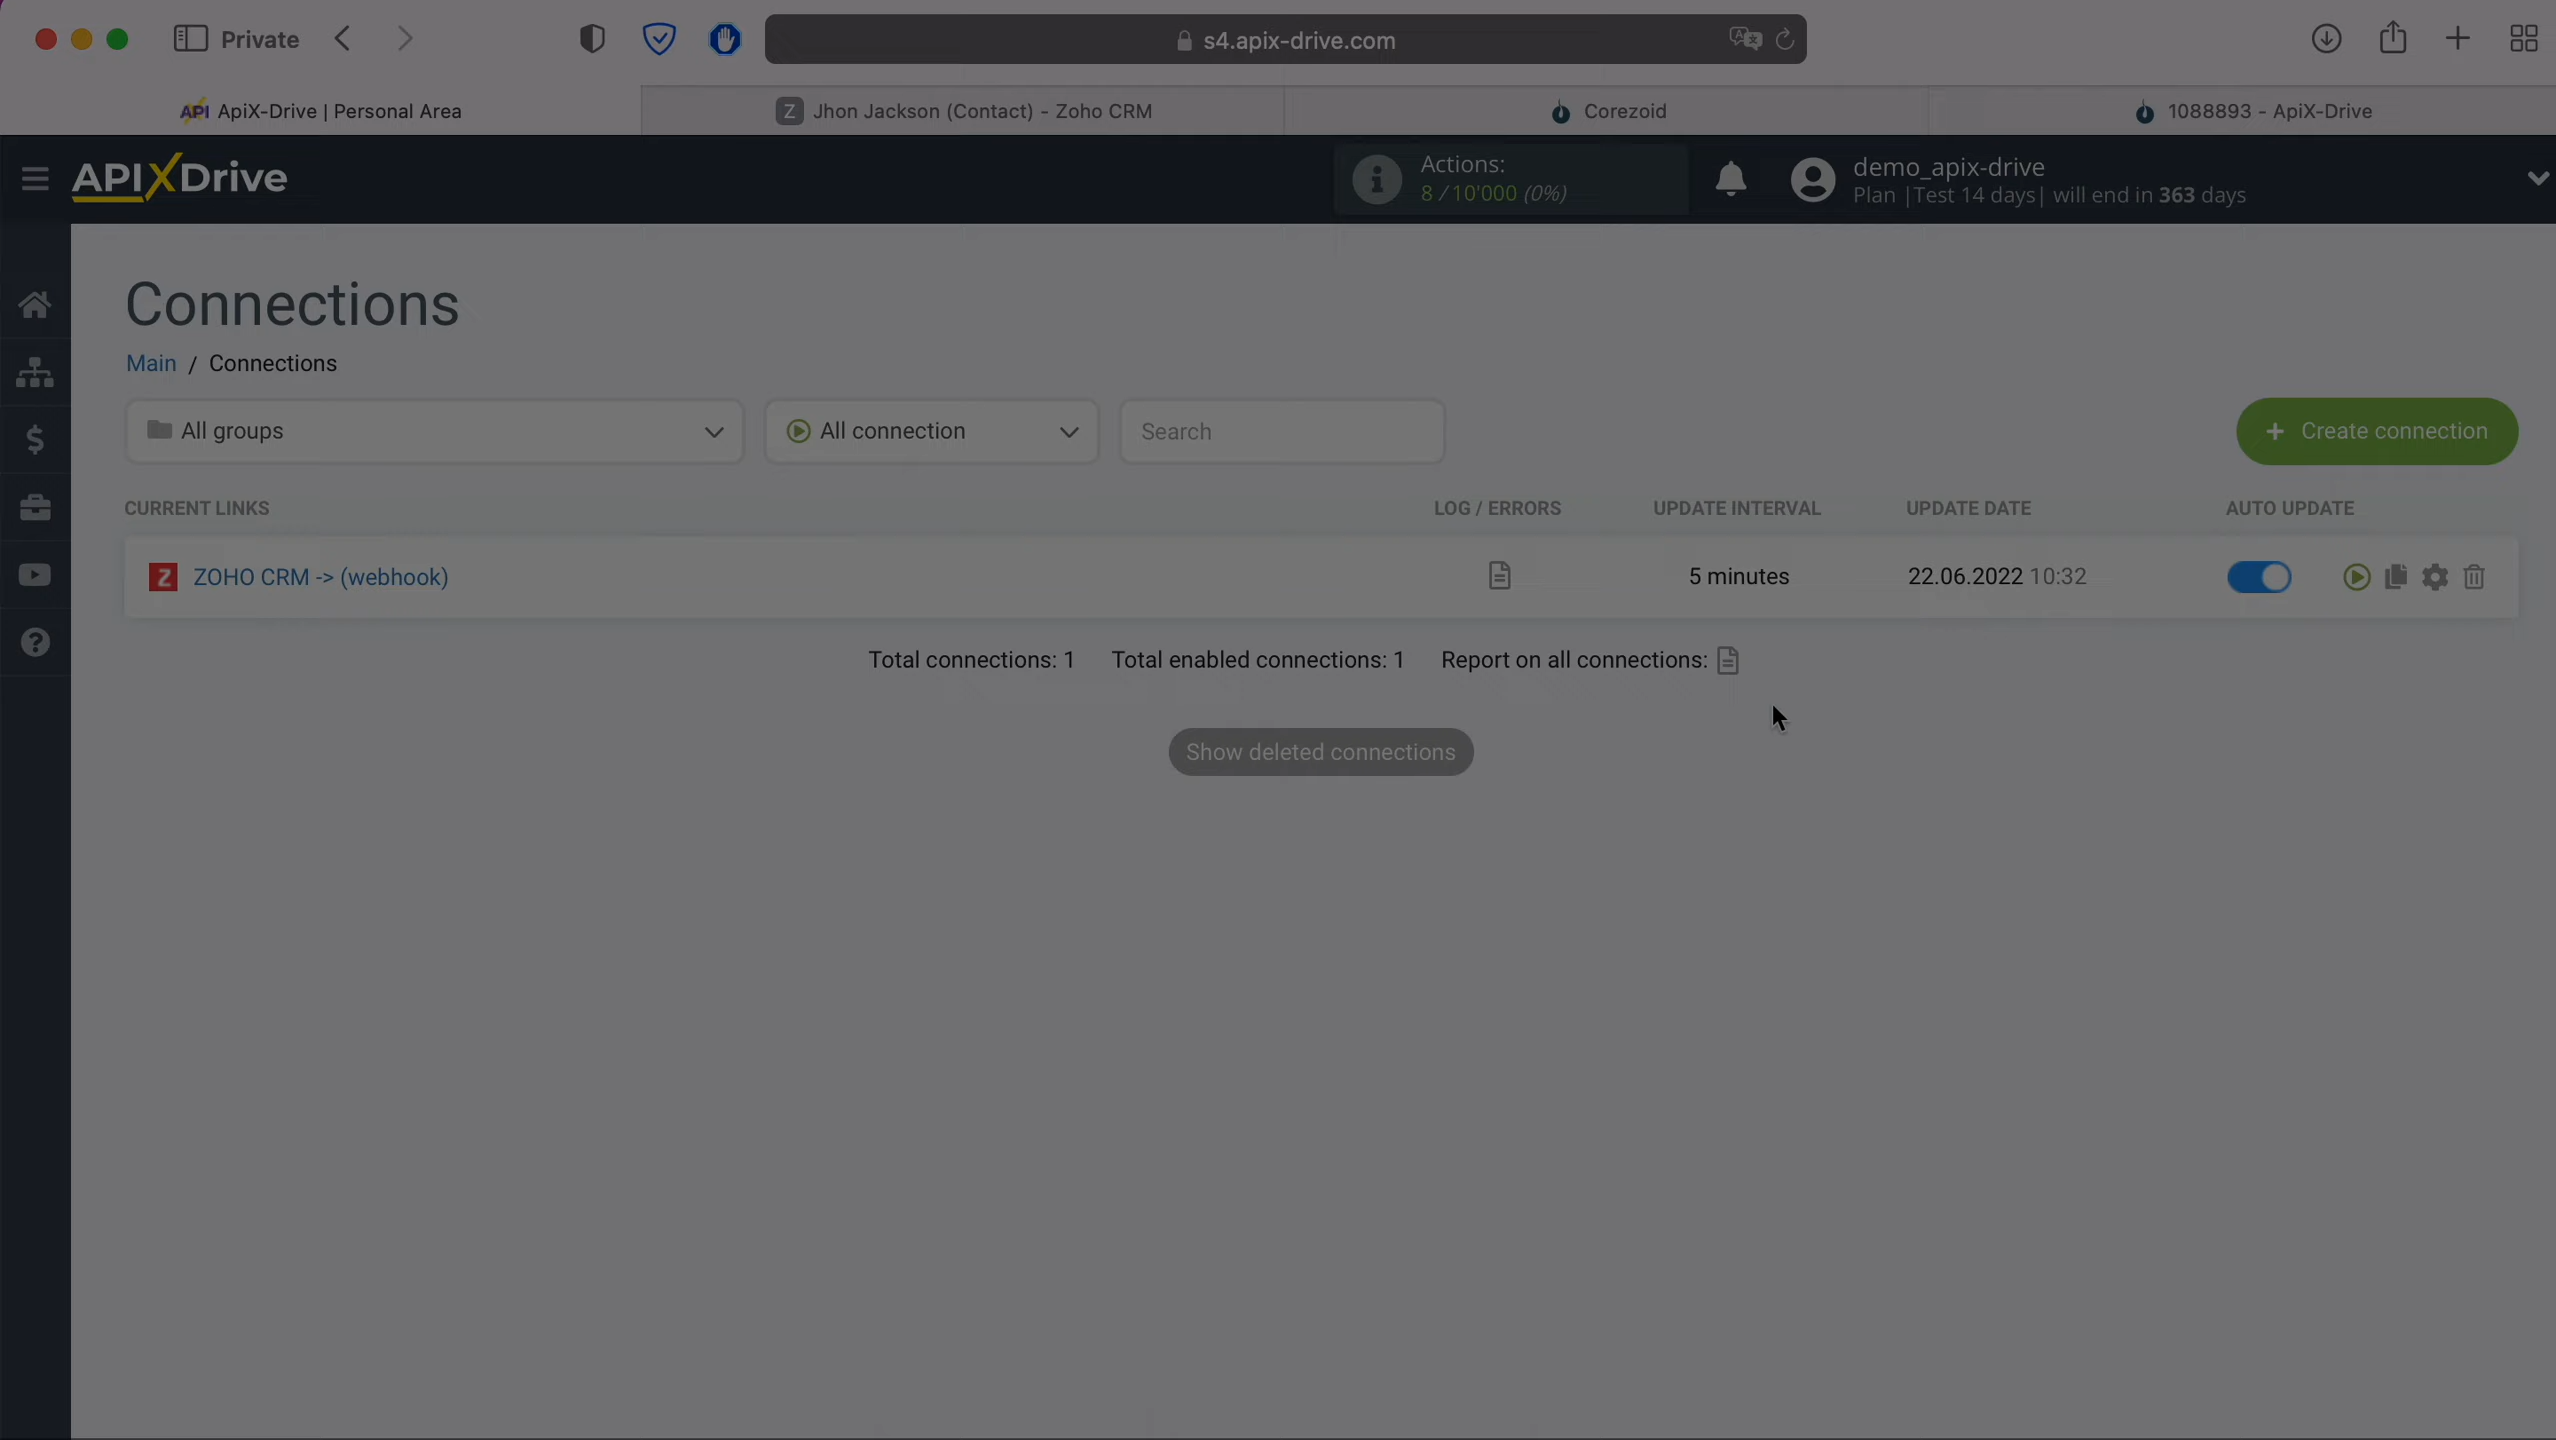 Private
s4.apix-drive.com
API ApiX-Drive | Personal Area
Z Jhon Jackson (Contact) - Zoho CRM
Corezoid
1088893 - ApiX-Drive
APIXDrive
Actions:
8 / 10'000 (0%)
demo_apix-drive
Plan |Test 14 days| will end in 363 days
Connections
Main / Connections
All groups
All connection
Search
+ Create connection
CURRENT LINKS
LOG / ERRORS
UPDATE INTERVAL
UPDATE DATE
AUTO UPDATE
Z ZOHO CRM -> (webhook)
5 minutes
22.06.2022 10:32
Total connections: 1
Total enabled connections: 1
Report on all connections:
Show deleted connections